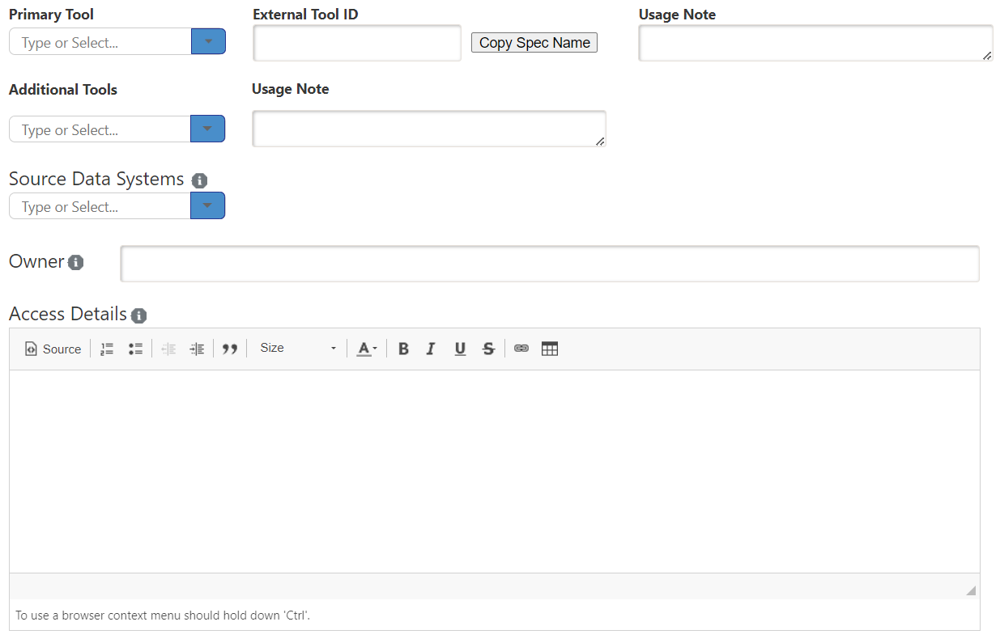 Primary Tool External Tool ID Usage Note
Type or Select... Copy Spec Name
Additional Tools Usage Note
Type or Select...
Source Data Systems
Type or Select...
Owner
Access Details
Source Size A B I U S
To use a browser context menu should hold down 'Ctrl'.